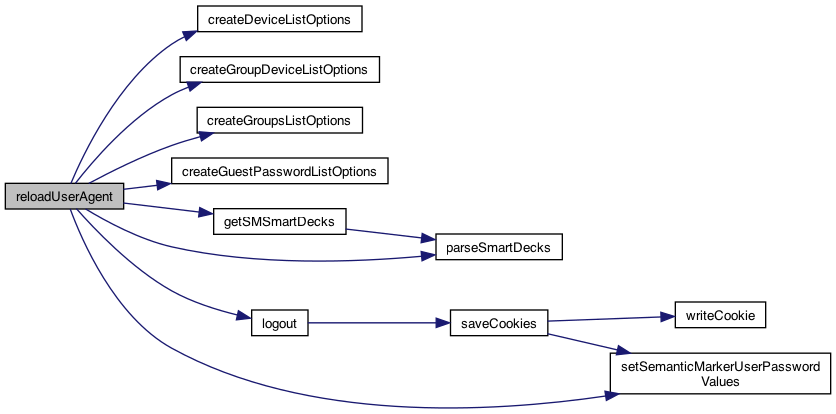 createDeviceListOptions
createGroupDeviceListOptions
createGroupsListOptions
createGuestPasswordListOptions
reloadUserAgent
getSMSmartDecks
parseSmartDecks
logout
saveCookies
writeCookie
setSemanticMarkerUserPassword
Values